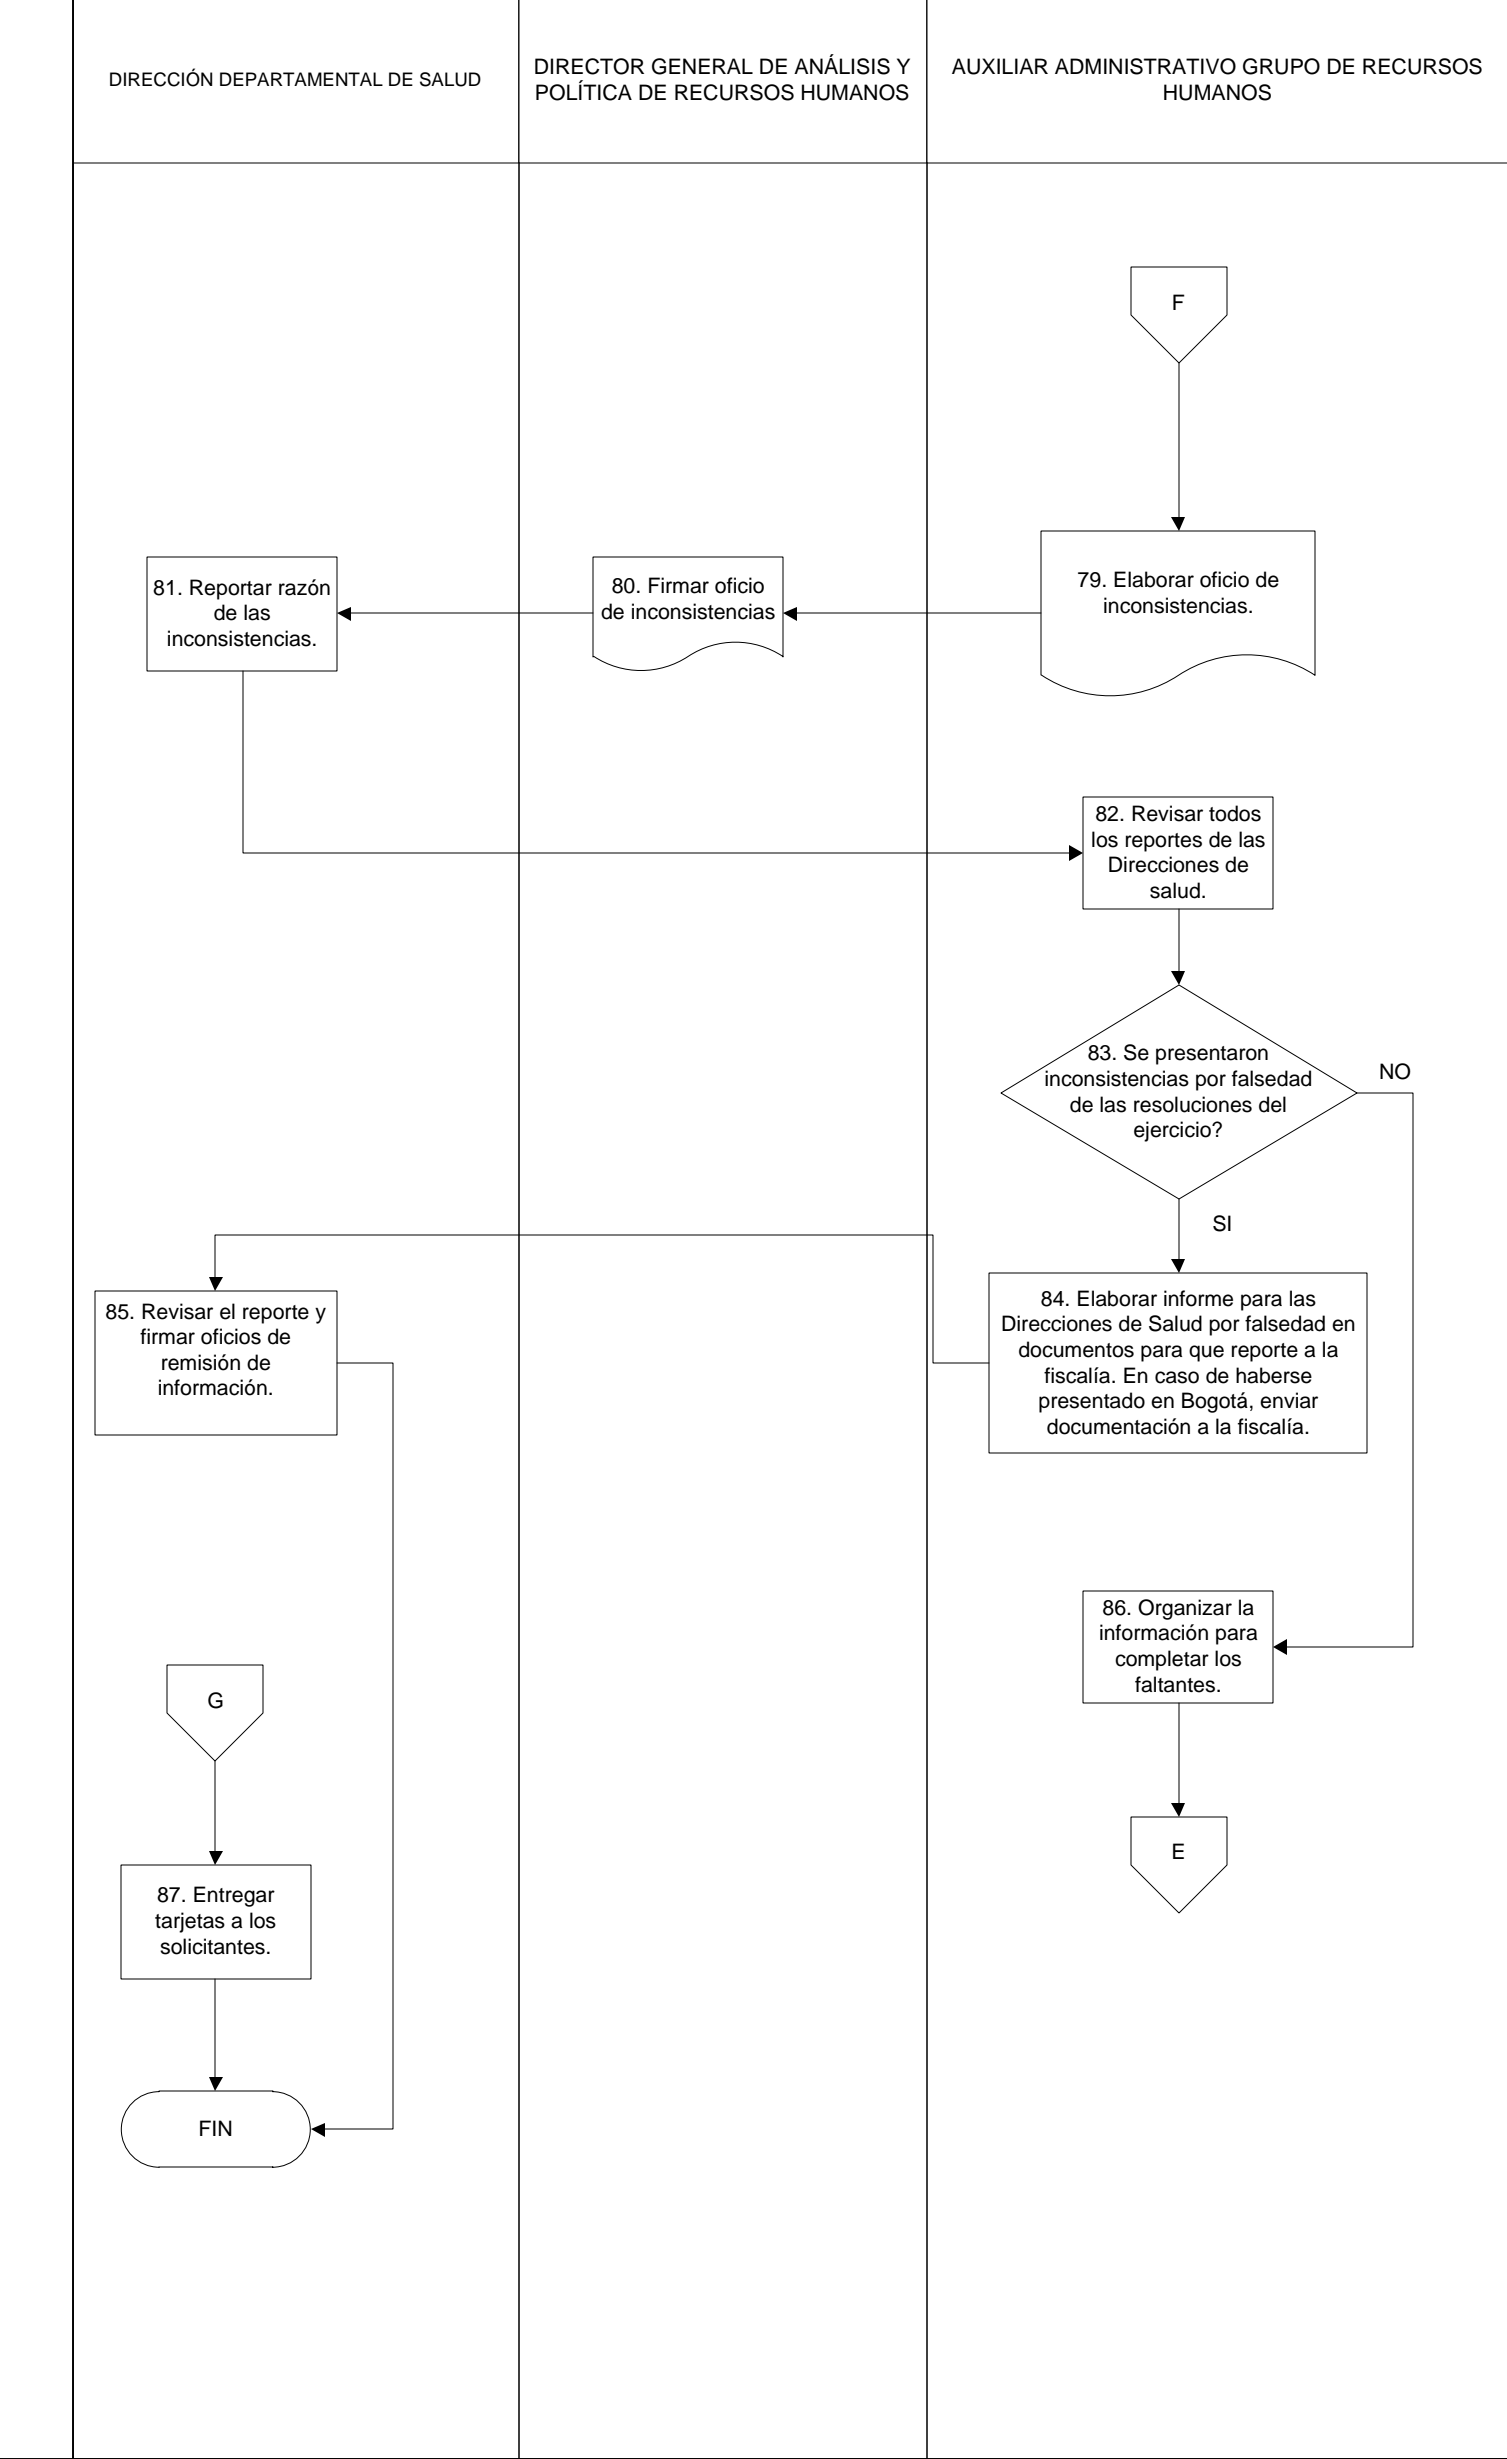 DIRECCIÓN DEPARTAMENTAL DE SALUD
DIRECTOR GENERAL DE ANÁLISIS Y
POLÍTICA DE RECURSOS HUMANOS
AUXILIAR ADMINISTRATIVO GRUPO DE RECURSOS
HUMANOS
F
79. Elaborar oficio de
inconsistencias.
80. Firmar oficio
de inconsistencias
81. Reportar razón
de las
inconsistencias.
82. Revisar todos
los reportes de las
Direcciones de
salud.
83. Se presentaron
inconsistencias por falsedad
de las resoluciones del
ejercicio?
NO
SI
84. Elaborar informe para las
Direcciones de Salud por falsedad en
documentos para que reporte a la
fiscalía. En caso de haberse
presentado en Bogotá, enviar
documentación a la fiscalía.
85. Revisar el reporte y
firmar oficios de
remisión de
información.
86. Organizar la
información para
completar los
faltantes.
E
G
87. Entregar
tarjetas a los
solicitantes.
FIN